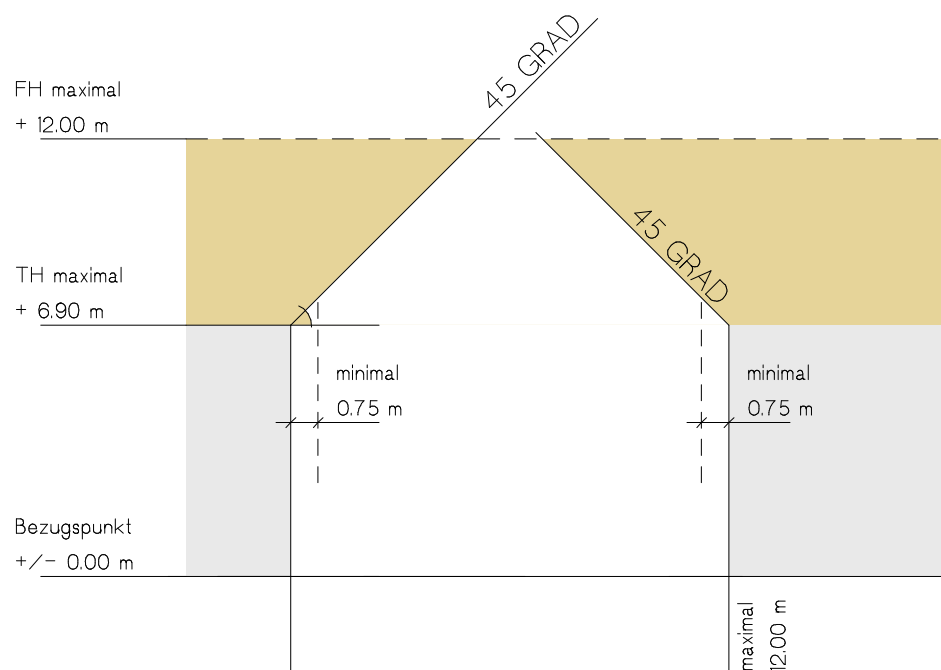 45 GRAD
FH maximal
+ 12.00 m
45 GRAD
TH maximal
+ 6.90 m
minimal
0.75 m
minimal
0.75 m
Bezugspunkt
+/- 0.00 m
maximal
12.00 m